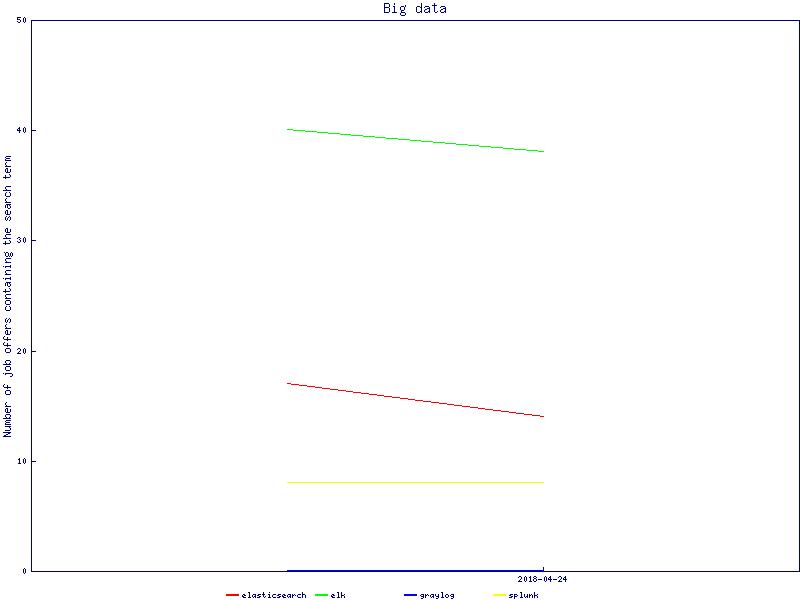 Big data
Number of job offers containing the search term
50
40
30
20
10
0
2018-04-24
elasticsearch elk graylog splunk